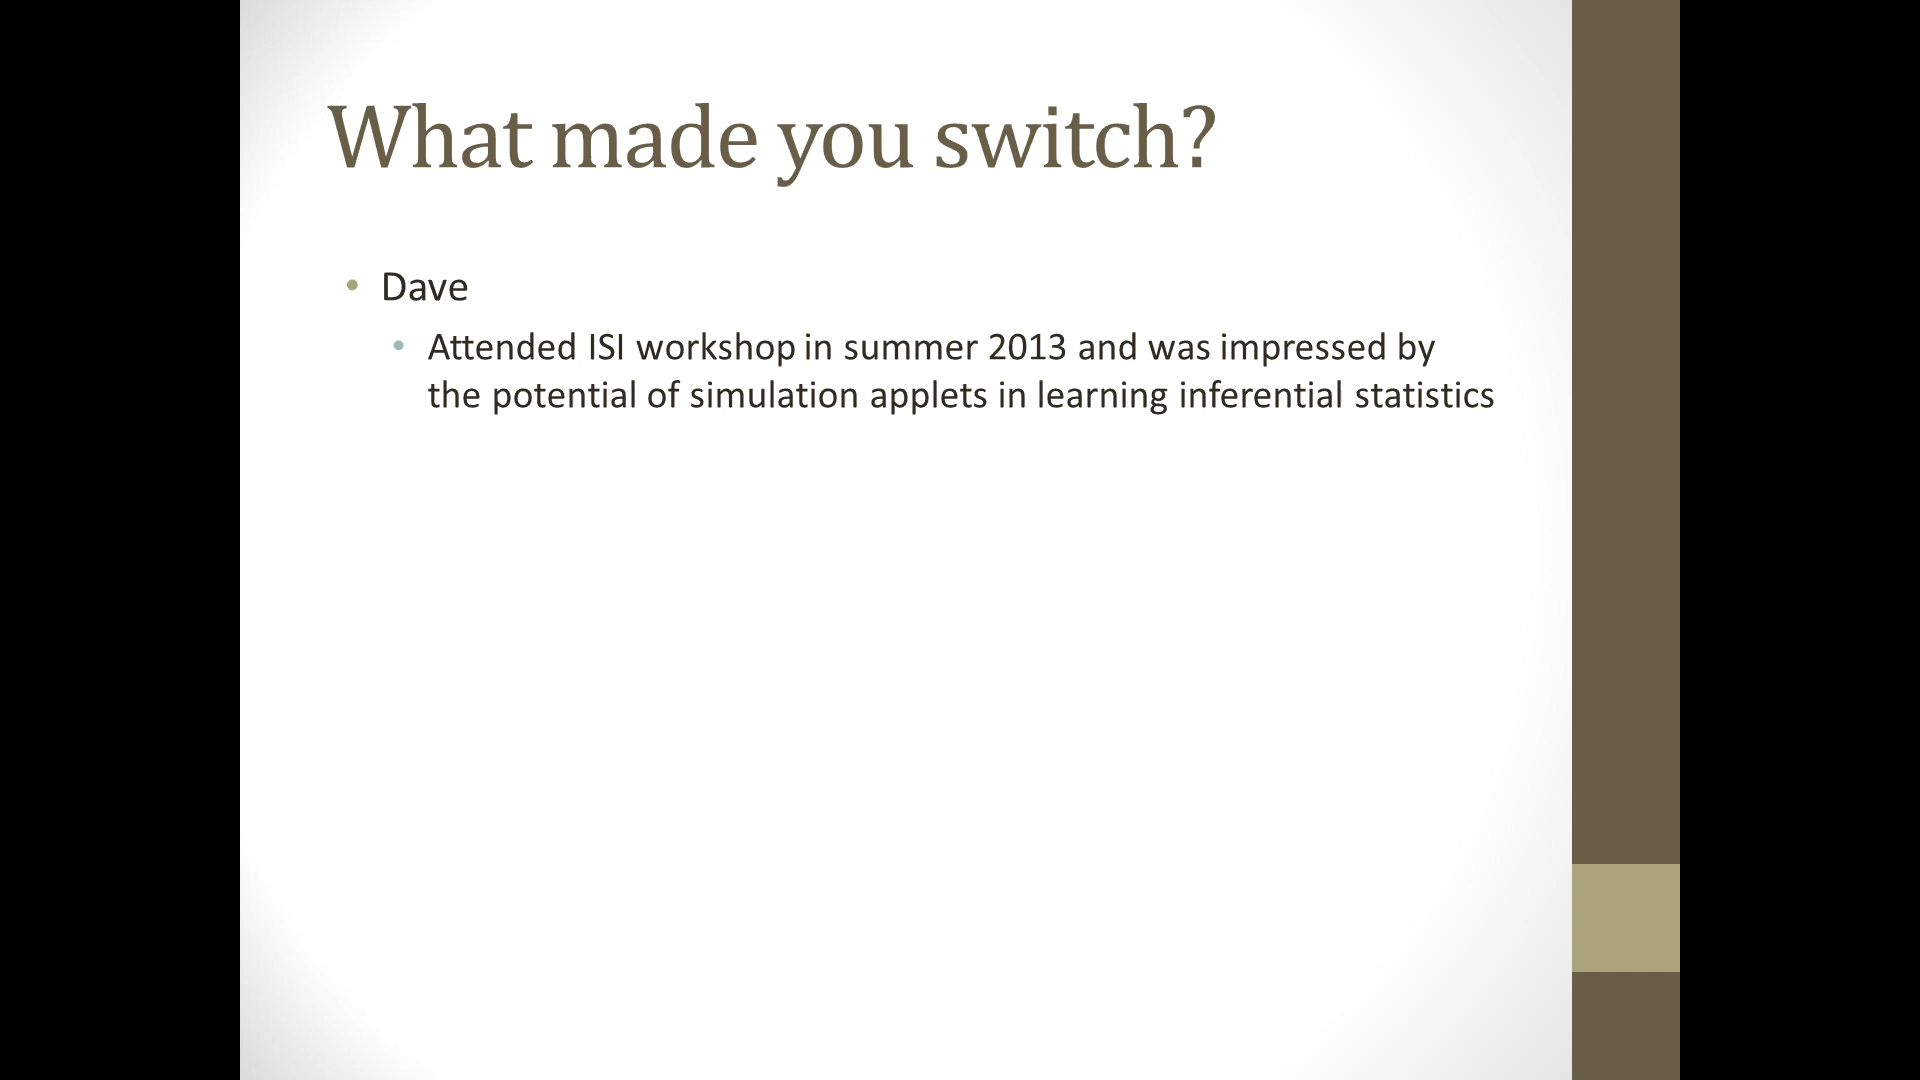 What made you switch?
• Dave
• Attended ISI workshop in summer 2013 and was impressed by
the potential of simulation applets in learning inferential statistics